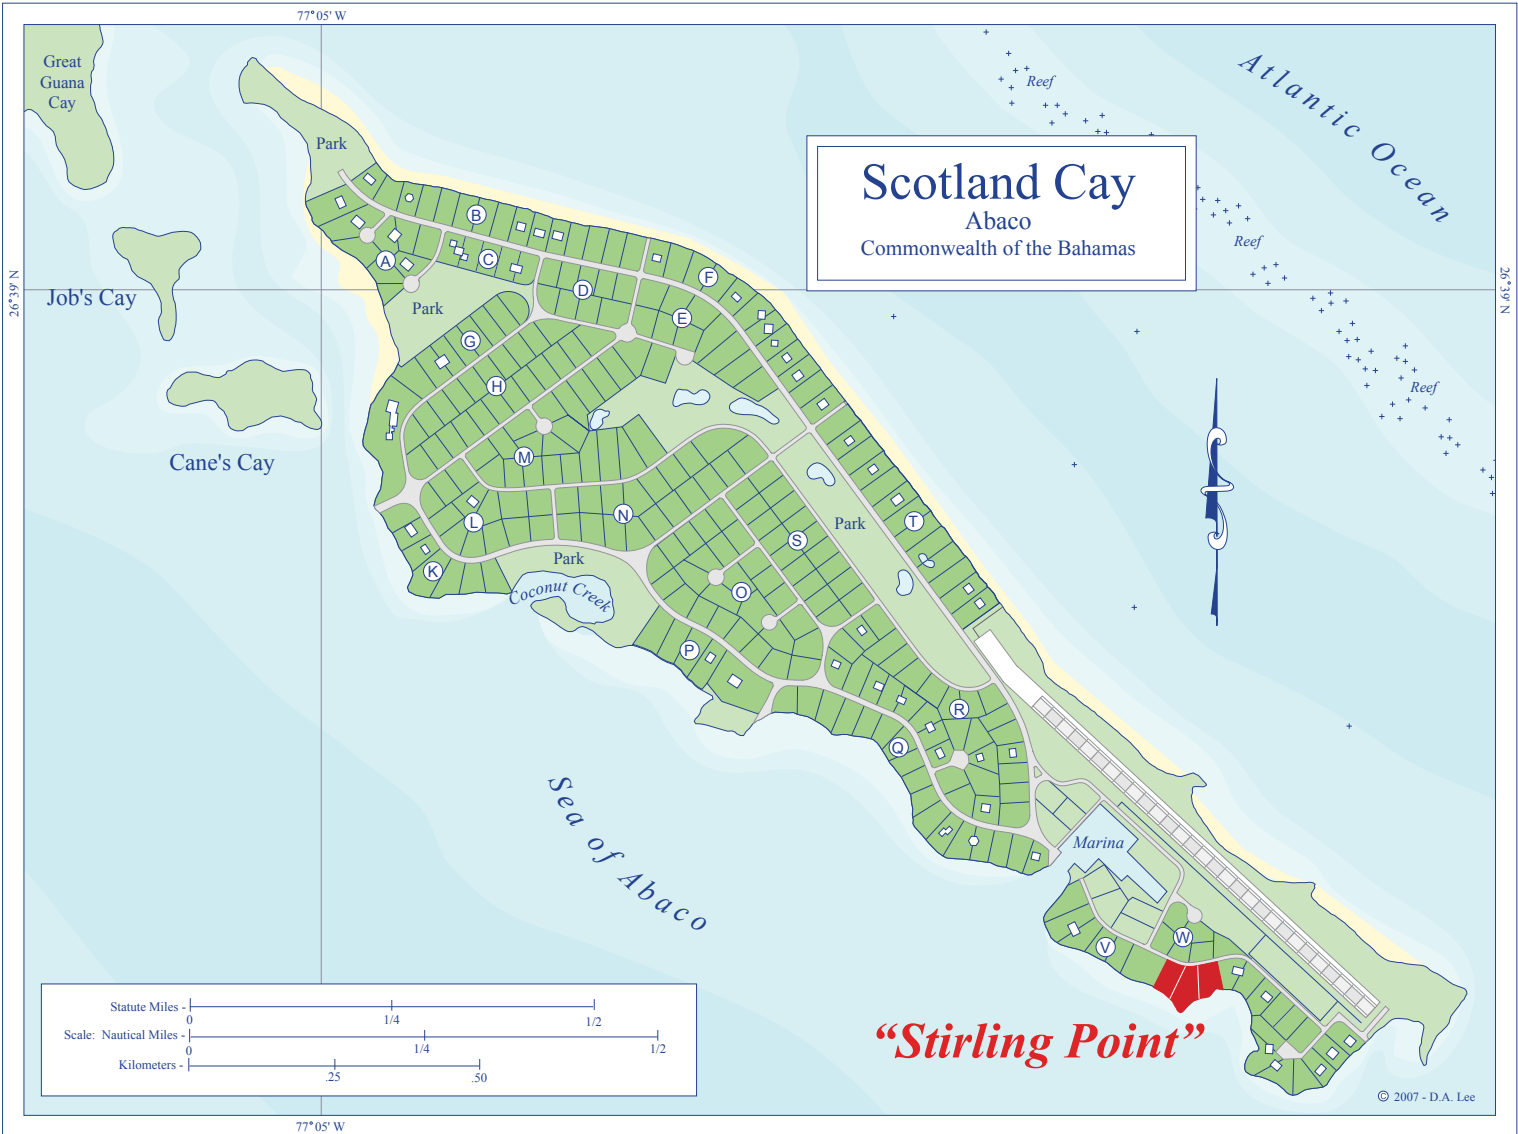 77°05' W
Great
Guana
Cay
Park
Reef
Atlantic Ocean
Scotland Cay
Abaco
Commonwealth of the Bahamas
Reef
B
A
C
F
26°39' N
26°39' N
Job's Cay
D
Park
E
G
H
Reef
Cane's Cay
M
L
N
Park
T
S
Park
K
Coconut Creek
O
P
R
Q
Sea of Abaco
Marina
V
W
"Stirling Point"
Statute Miles -
0
1/4
1/2
Scale: Nautical Miles -
0
1/4
1/2
Kilometers -
.25
.50
© 2007 - D.A. Lee
77°05' W